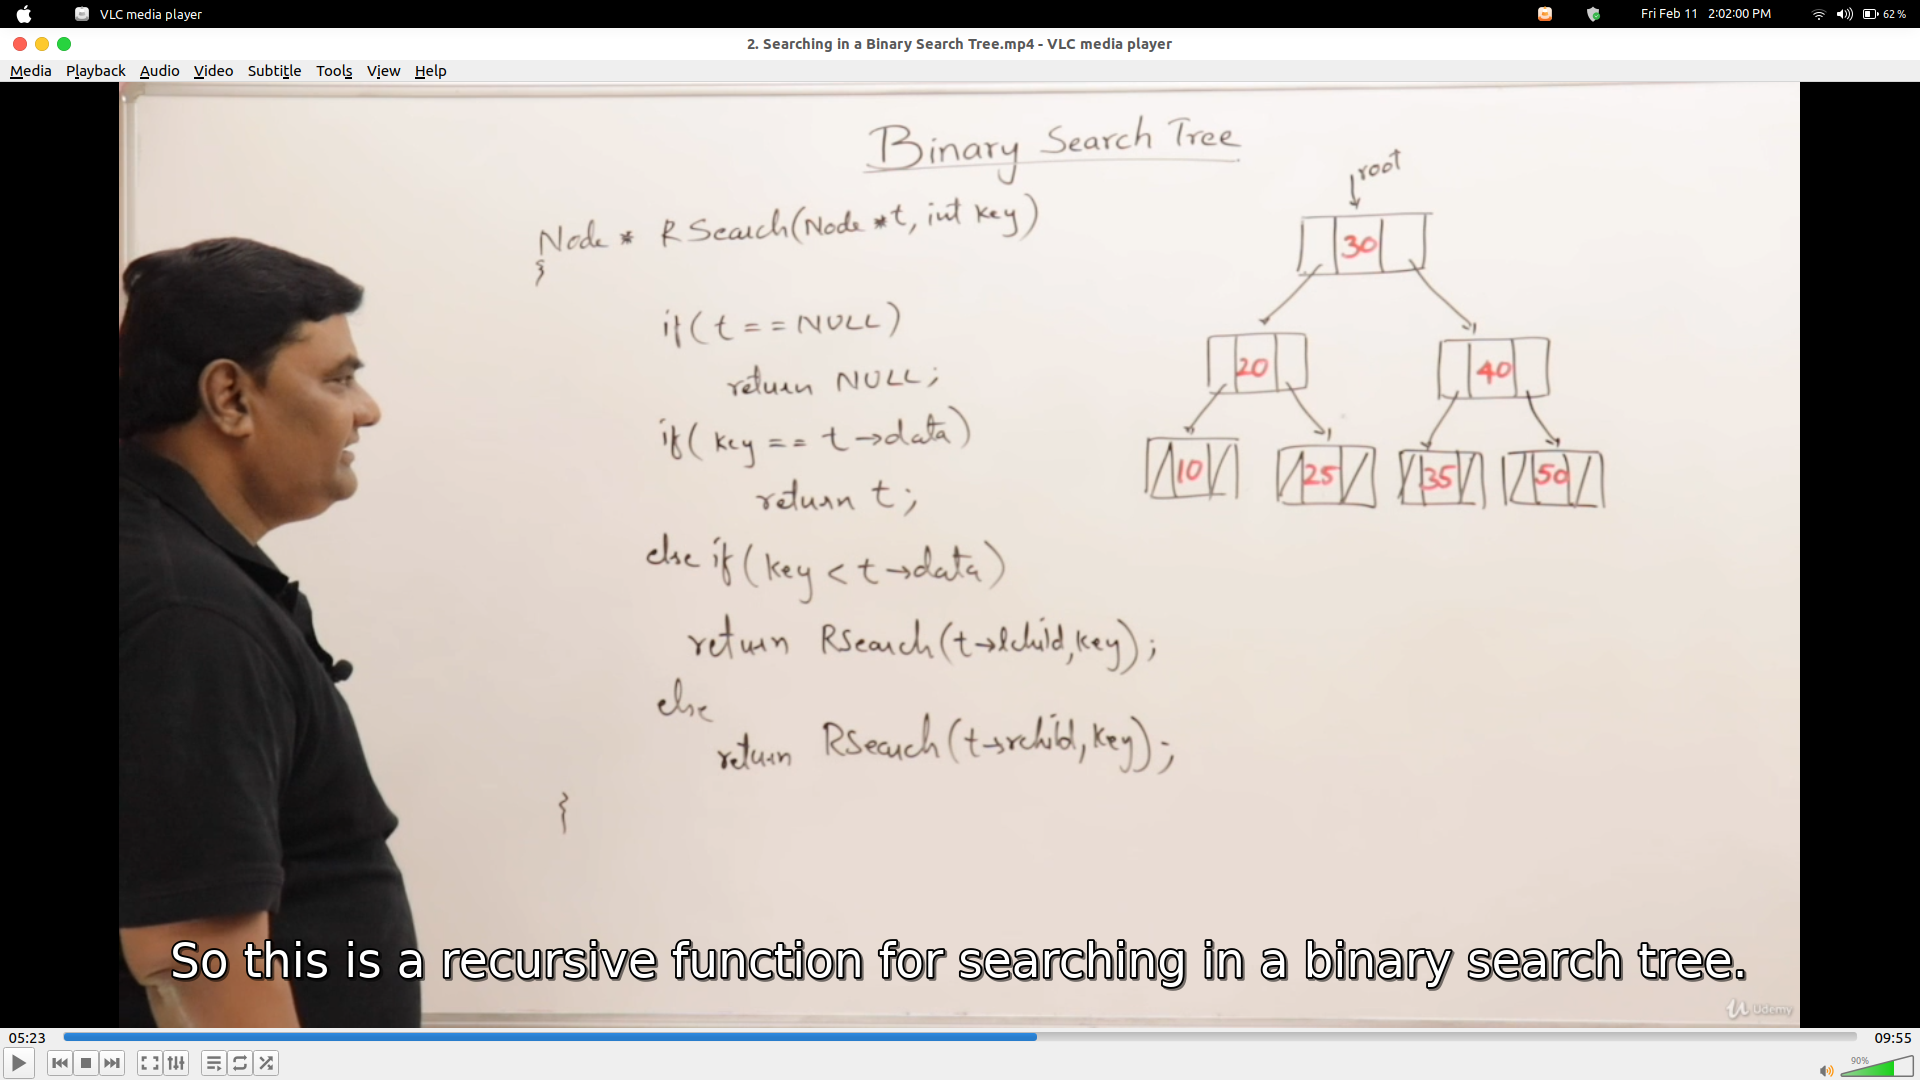 VLC media player
Fri Feb 11 2:02:00 PM
62 %
2. Searching in a Binary Search Tree.mp4 - VLC media player
Media Playback Audio Video Subtitle Tools View Help
Binary Search Tree
root
Node * RSearch(Node *t, int key)
{
if(t == NULL)
return NULL;
if(key == t→data)
return t;
else if(key < t→data)
return RSearch(t→lchild,key);
else
return RSearch(t→rchild,key);
}
30
20
40
10
25
35
50
So this is a recursive function for searching in a binary search tree.
Udemy
05:23
09:55
90%